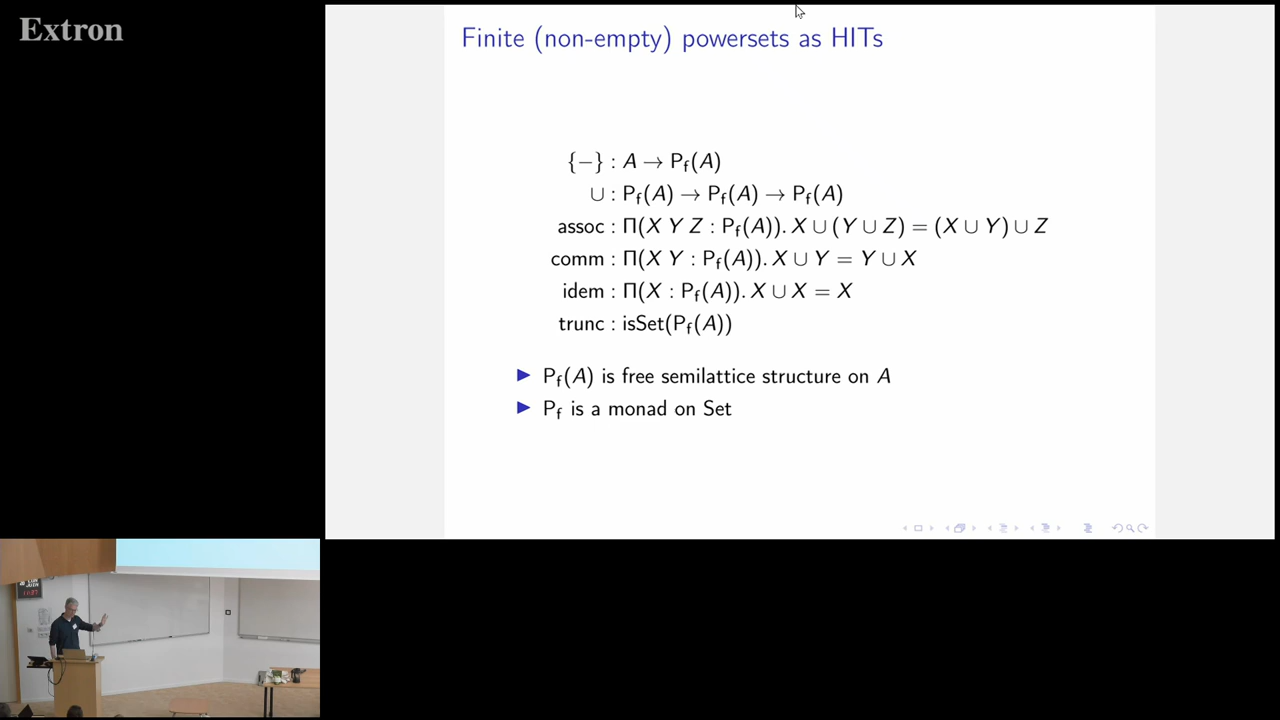 Extron
Finite (non-empty) powersets as HITs
{−} : A → P_f(A)
∪ : P_f(A) → P_f(A) → P_f(A)
assoc : Π(X Y Z : P_f(A)). X ∪ (Y ∪ Z) = (X ∪ Y) ∪ Z
comm : Π(X Y : P_f(A)). X ∪ Y = Y ∪ X
idem : Π(X : P_f(A)). X ∪ X = X
trunc : isSet(P_f(A))
▶ P_f(A) is free semilattice structure on A
▶ P_f is a monad on Set